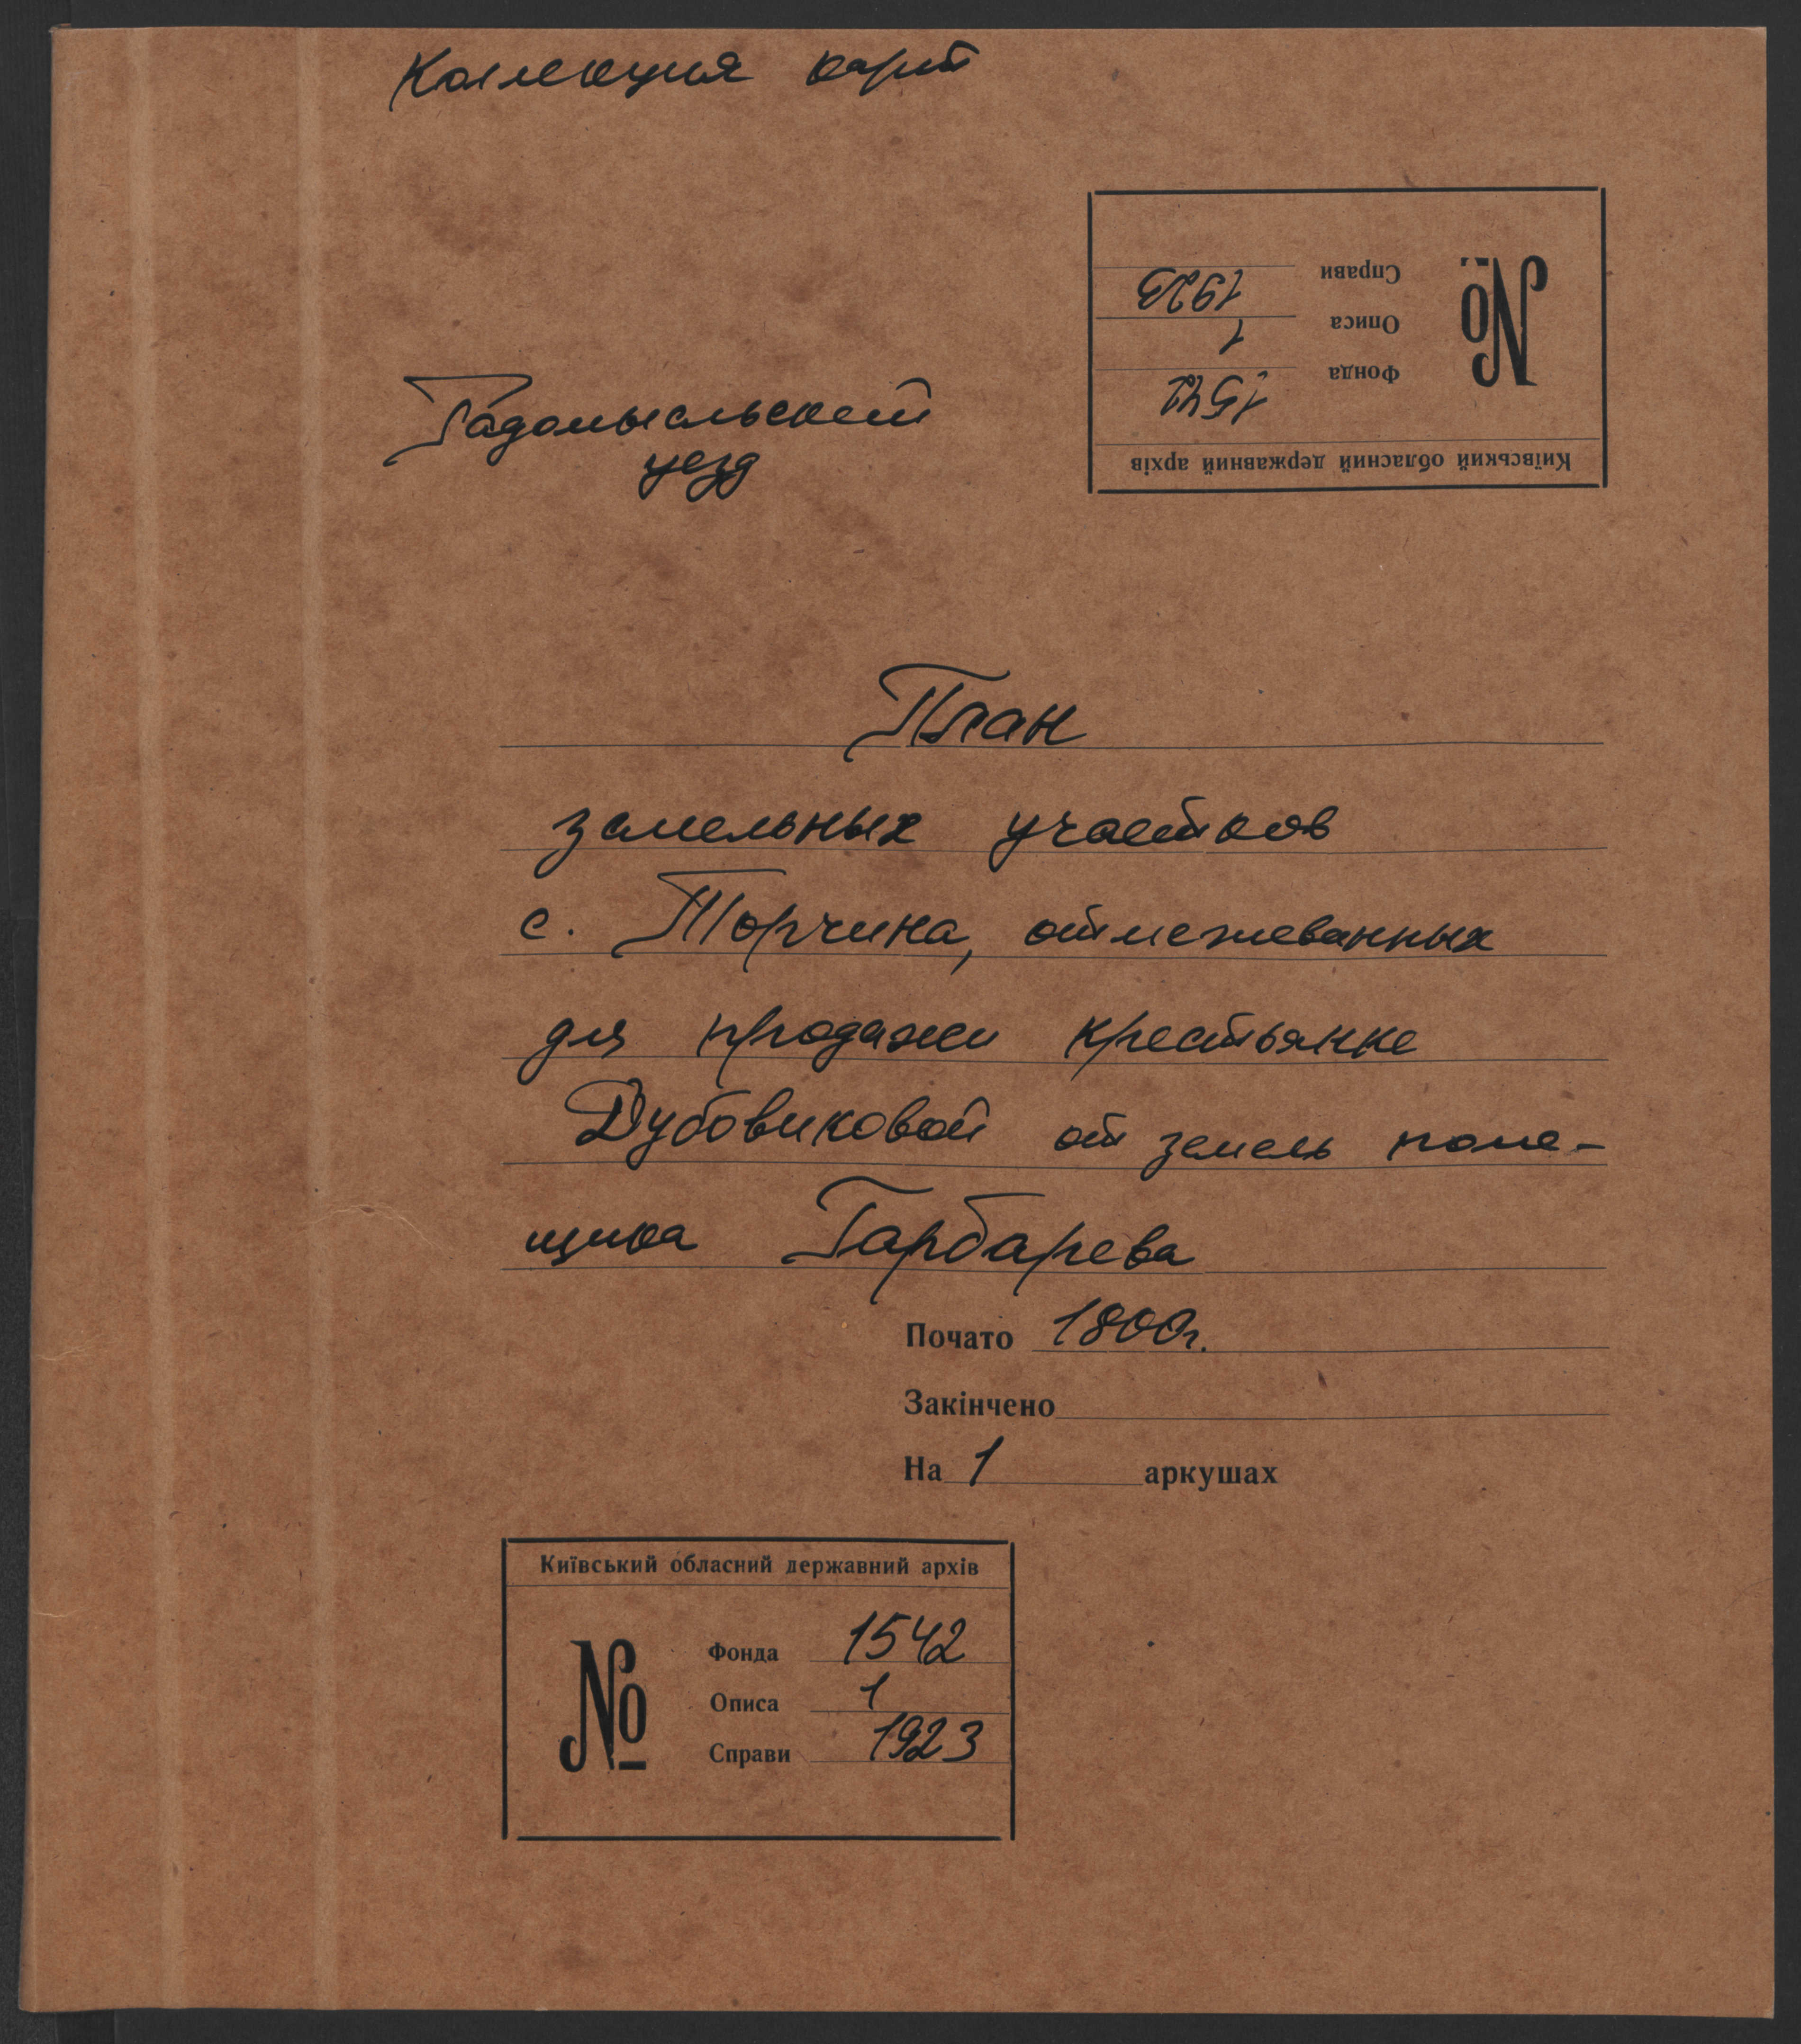 Коллекция карт
Київський обласний державний архів
№
Фонда 1542
Описа 1
Справи 1923
Радомысльский
уезд
План
земельных участков
с. Торчина, отмежеванных
для продажи крестьянке
Дубовиковой от земель поме-
щика Гарбарева
Почато 1800г.
Закінчено
На 1 аркушах
Київський обласний державний архів
№
Фонда 1542
Описа 1
Справи 1923